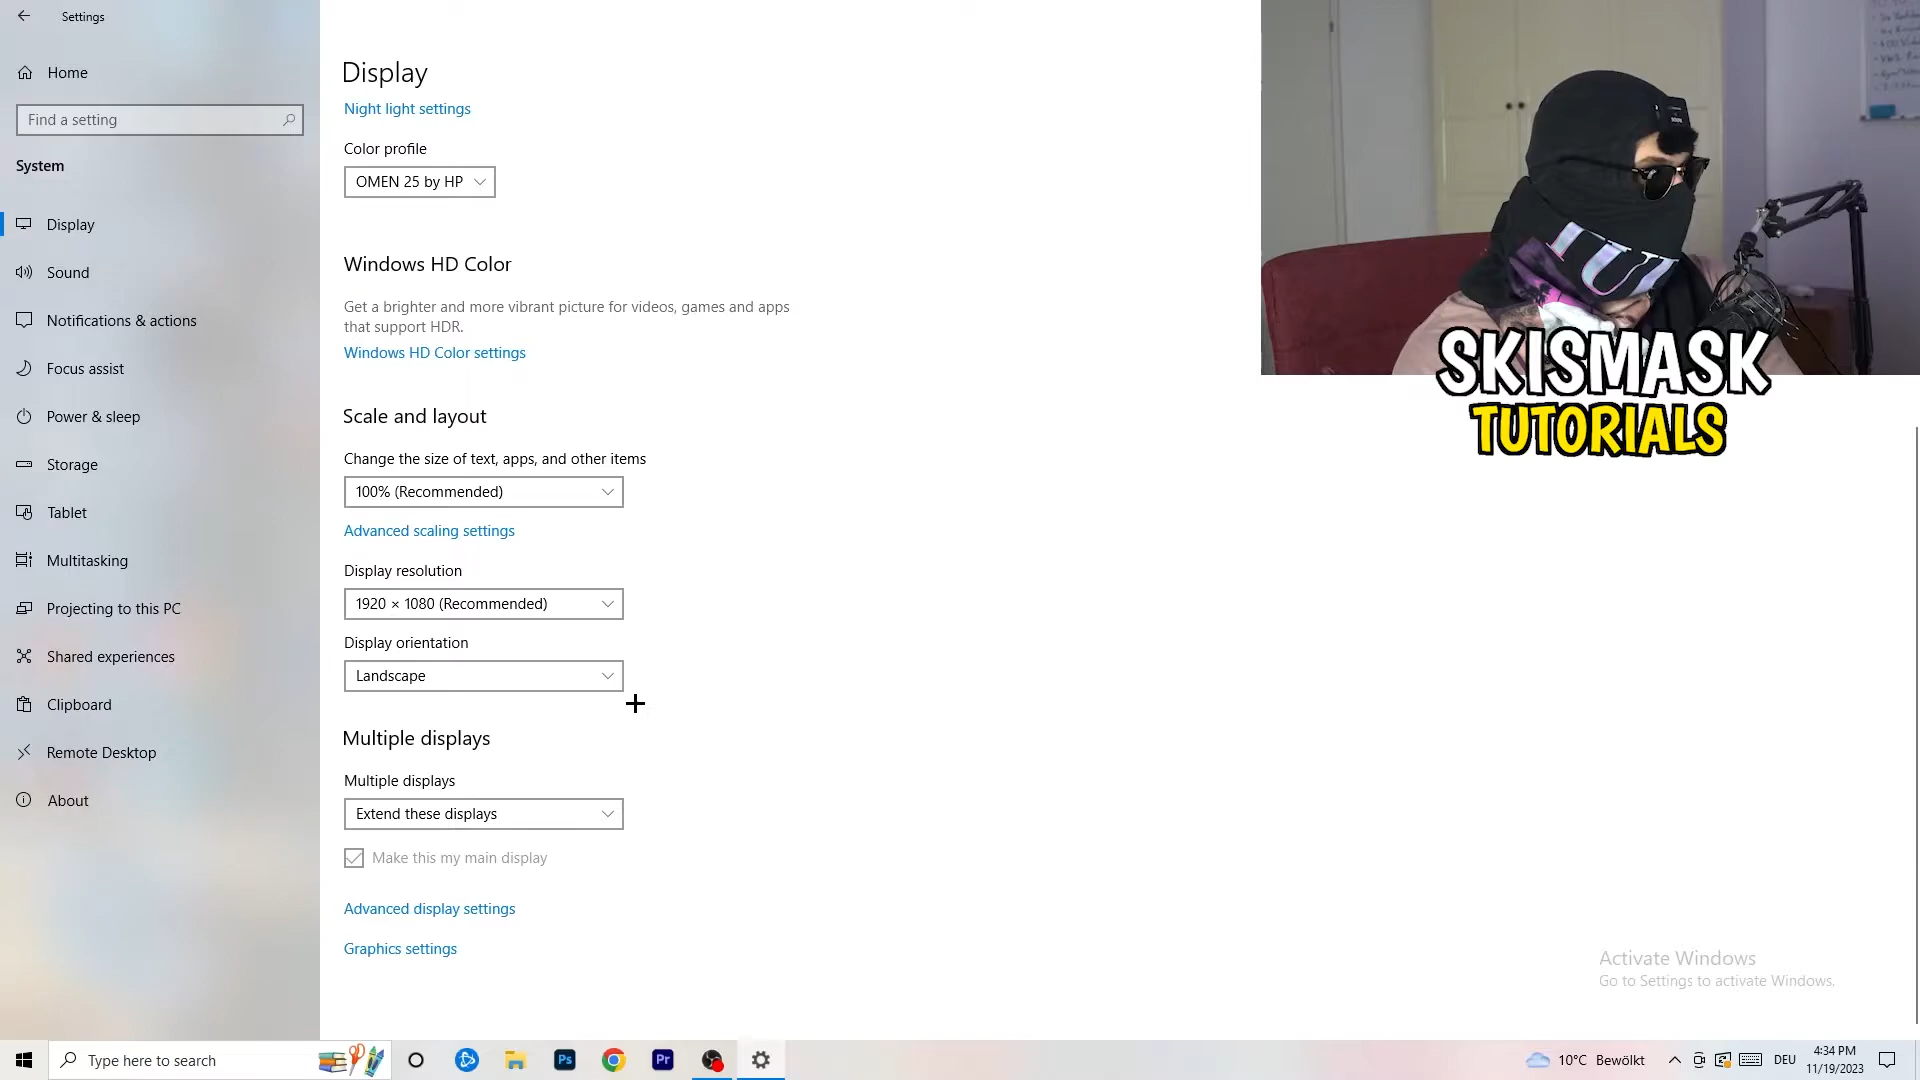 Settings
Home
Find a setting
System
Display
Sound
Notifications & actions
Focus assist
Power & sleep
Storage
Tablet
Multitasking
Projecting to this PC
Shared experiences
Clipboard
Remote Desktop
About
Display
Night light settings
Color profile
OMEN 25 by HP
Windows HD Color
Get a brighter and more vibrant picture for videos, games and apps
that support HDR.
Windows HD Color settings
Scale and layout
Change the size of text, apps, and other items
100% (Recommended)
Advanced scaling settings
Display resolution
1920 × 1080 (Recommended)
Display orientation
Landscape
Multiple displays
Multiple displays
Extend these displays
Make this my main display
Advanced display settings
Graphics settings
SKISMASK
TUTORIALS
Activate Windows
Go to Settings to activate Windows.
Type here to search
Ps
Pr
10°C Bewölkt
DEU
4:34 PM
11/19/2023